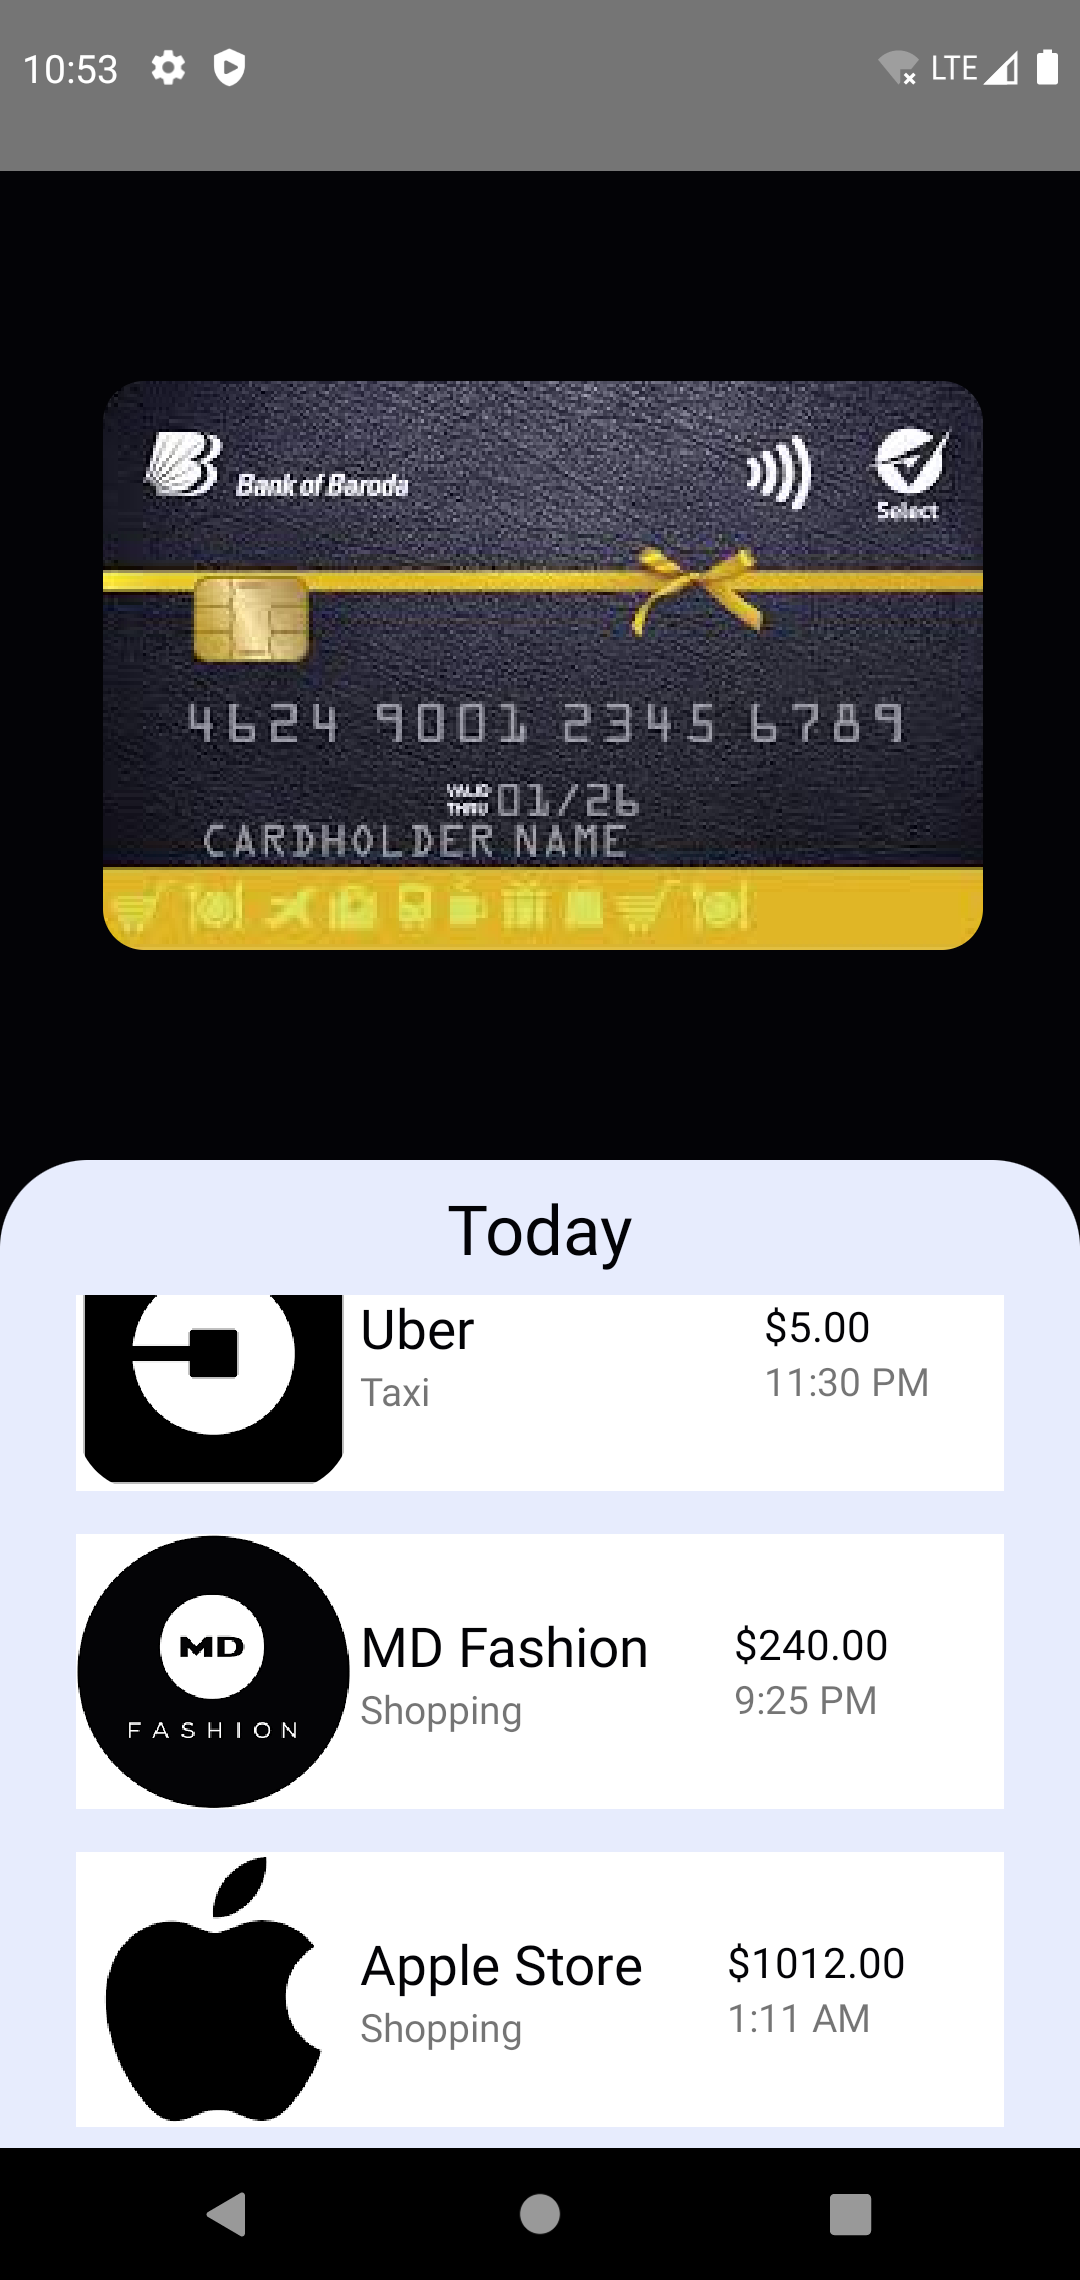 10:53
LTE
Bank of Baroda
Select
4624 9001 2345 6789
VALID THRU 01/26
CARDHOLDER NAME
Today
Uber
$5.00
Taxi
11:30 PM
MD
FASHION
MD Fashion
$240.00
Shopping
9:25 PM
Apple Store
$1012.00
Shopping
1:11 AM